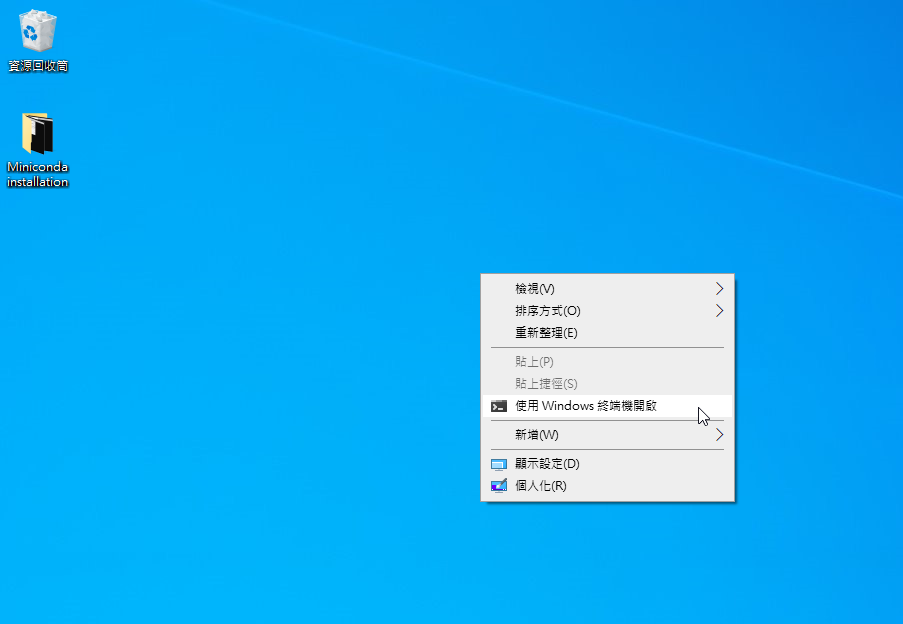 資源回收筒
Miniconda
installation
檢視(V)
排序方式(O)
重新整理(E)
貼上(P)
貼上捷徑(S)
使用 Windows 終端機開啟
新增(W)
顯示設定(D)
個人化(R)